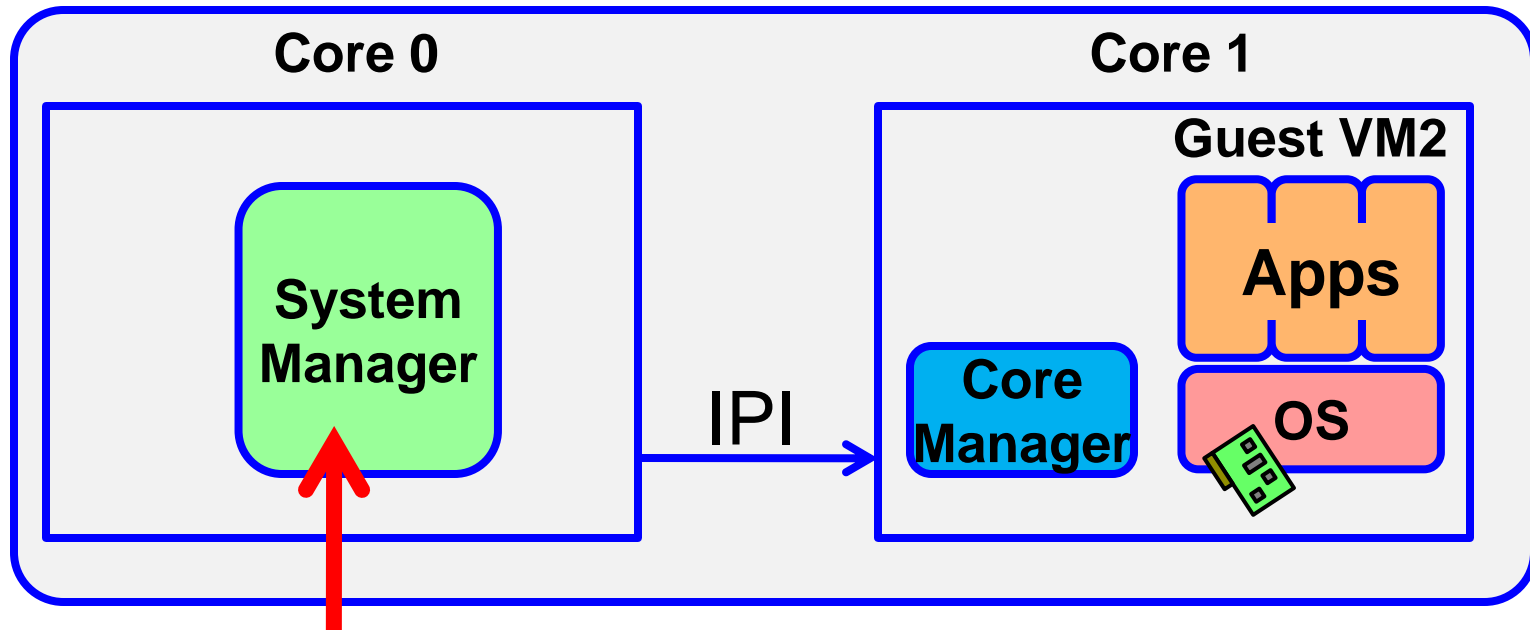 Core 0
Core 1
System
Manager
IPI
Core
Manager
Guest VM2
Apps
OS